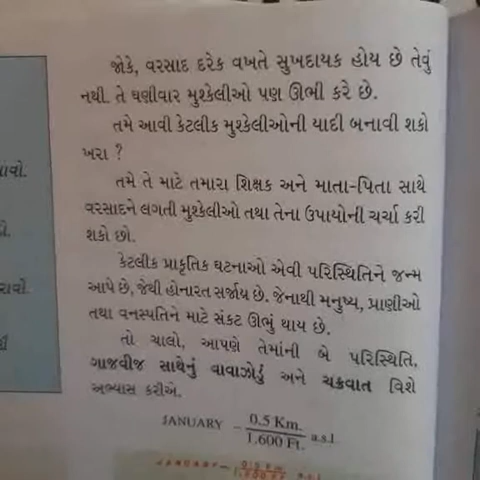 જોકે, વરસાદ દરેક વખતે સુખદાયક હોય છે તેવું
નથી. તે ઘણીવાર મુશ્કેલીઓ પણ ઊભી કરે છે.
તમે આવી કેટલીક મુશ્કેલીઓની યાદી બનાવી શકો
ખરા ?
તમે તે માટે તમારા શિક્ષક અને માતા-પિતા સાથે
વરસાદને લગતી મુશ્કેલીઓ તથા તેના ઉપાયોની ચર્ચા કરી
શકો છો.
કેટલીક પ્રાકૃતિક ઘટનાઓ એવી પરિસ્થિતિને જન્મ
આપે છે, જેથી હોનારત સર્જાય છે. જેનાથી મનુષ્ય, પ્રાણીઓ
તથા વનસ્પતિને માટે સંકટ ઊભું થાય છે.
તો ચાલો, આપણે તેમાંની બે પરિસ્થિતિ,
ગાજવીજ સાથેનું વાવાઝોડું અને ચક્રવાત વિશે
અભ્યાસ કરીએ.
JANUARY – 0.5 Km.
1,600 Ft. a.s.l.